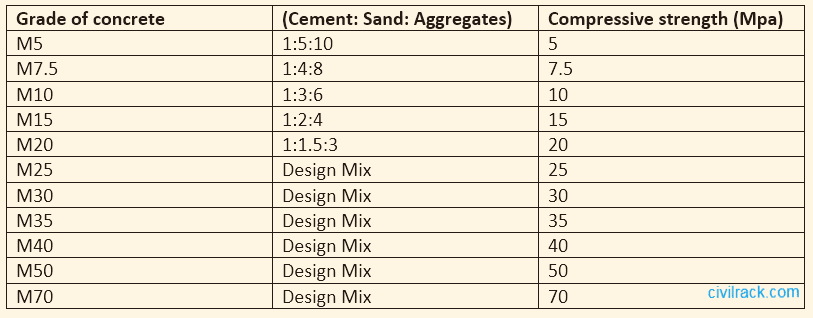 Grade of concrete (Cement: Sand: Aggregates) Compressive strength (Mpa)
M5 1:5:10 5
M7.5 1:4:8 7.5
M10 1:3:6 10
M15 1:2:4 15
M20 1:1.5:3 20
M25 Design Mix 25
M30 Design Mix 30
M35 Design Mix 35
M40 Design Mix 40
M50 Design Mix 50
M70 Design Mix 70
civilrack.com